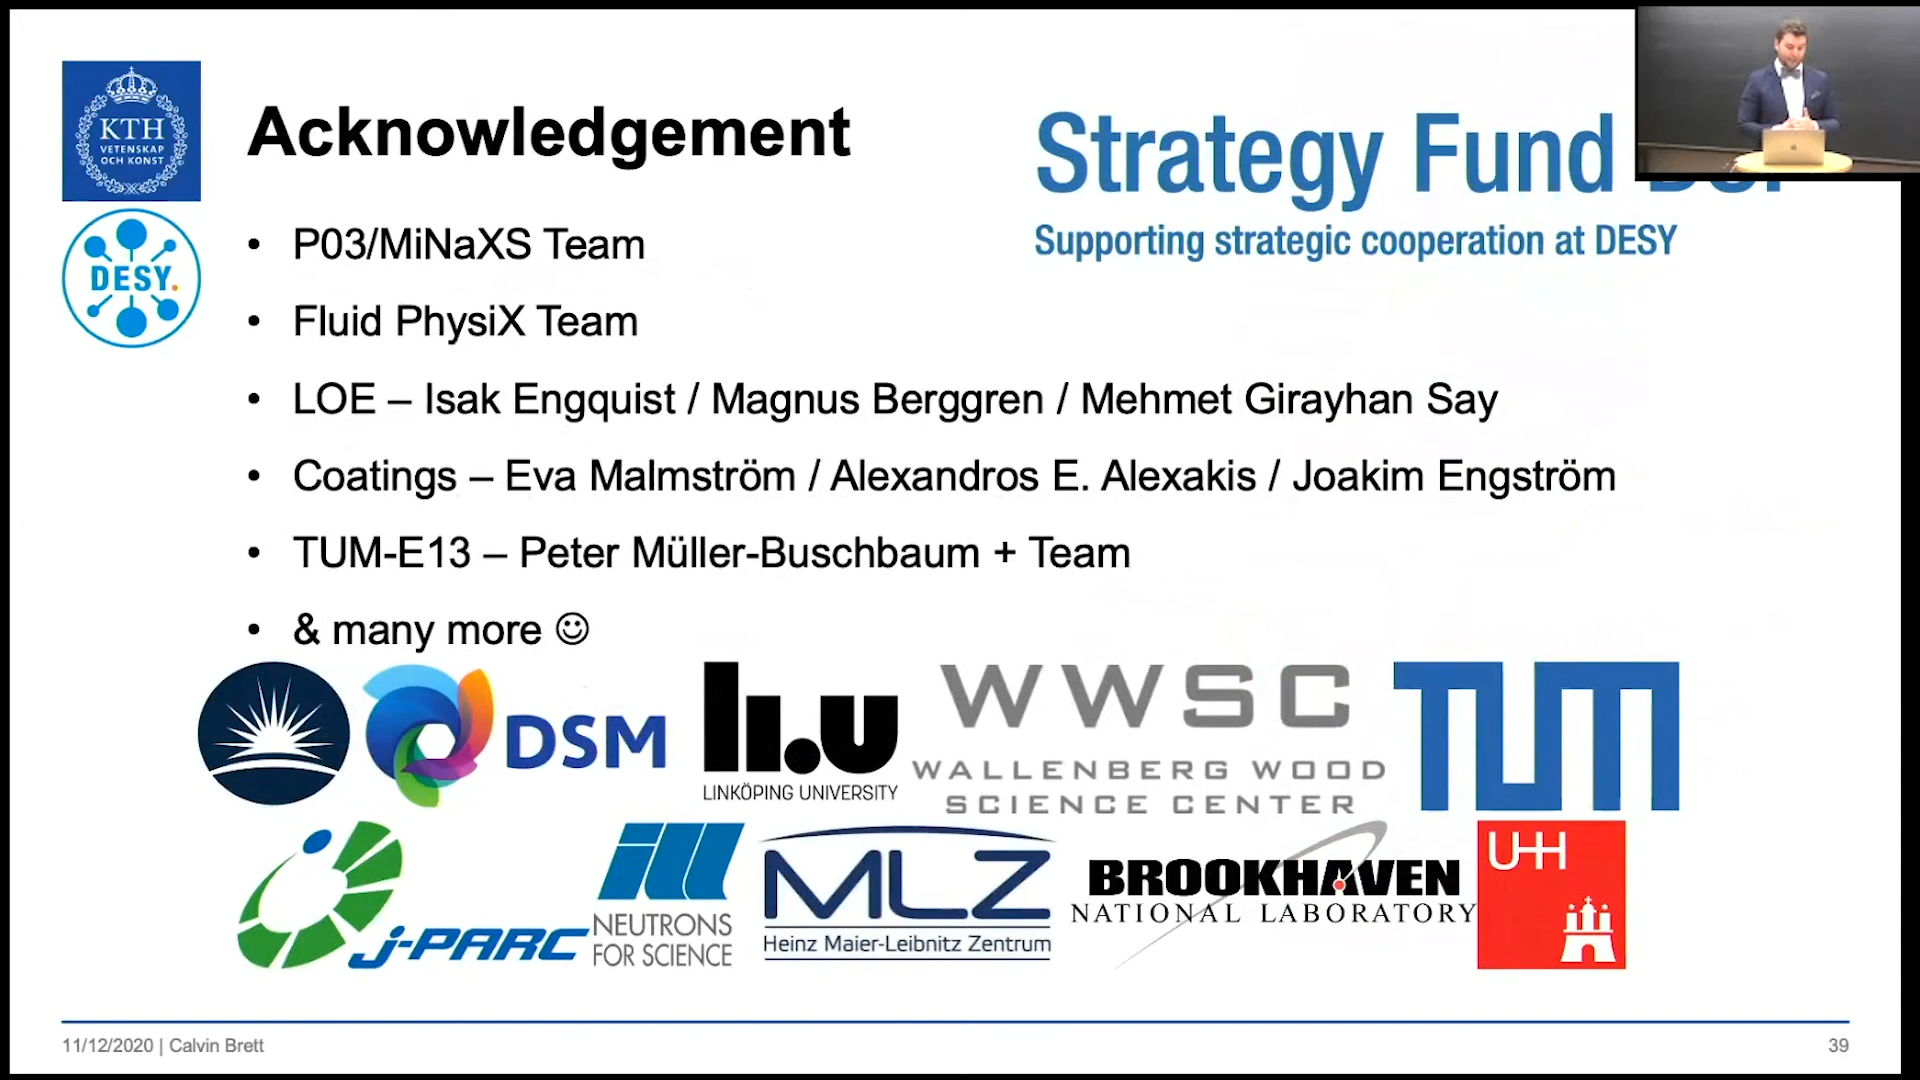 KTH
VETENSKAP
OCH KONST
Acknowledgement
Strategy Fund
Supporting strategic cooperation at DESY
DESY.
• P03/MiNaXS Team
• Fluid PhysiX Team
• LOE – Isak Engquist / Magnus Berggren / Mehmet Girayhan Say
• Coatings – Eva Malmström / Alexandros E. Alexakis / Joakim Engström
• TUM-E13 – Peter Müller-Buschbaum + Team
• & many more ☺
DSM
li.u
LINKÖPING UNIVERSITY
WWSC
WALLENBERG WOOD
SCIENCE CENTER
TUM
J-PARC
ill
NEUTRONS
FOR SCIENCE
MLZ
Heinz Maier-Leibnitz Zentrum
BROOKHAVEN
NATIONAL LABORATORY
UHH
11/12/2020 | Calvin Brett
39